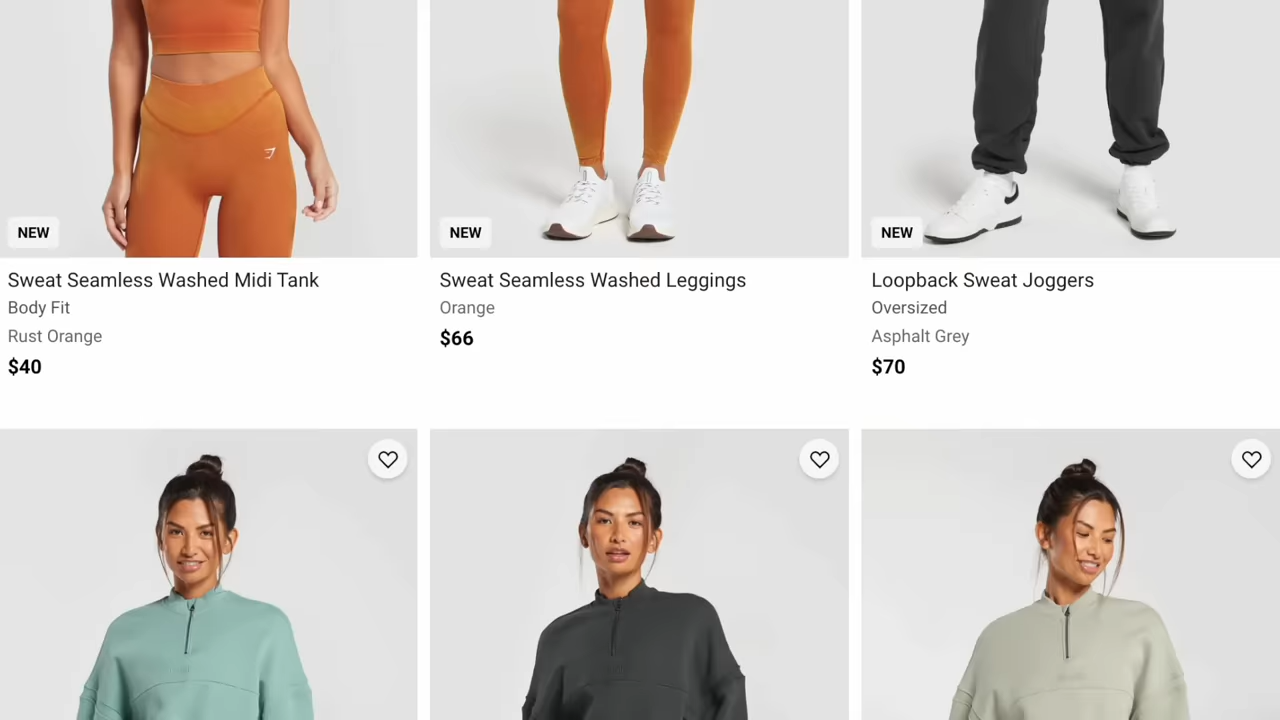 NEW
NEW
NEW
Sweat Seamless Washed Midi Tank
Body Fit
Rust Orange
$40
Sweat Seamless Washed Leggings
Orange
$66
Loopback Sweat Joggers
Oversized
Asphalt Grey
$70